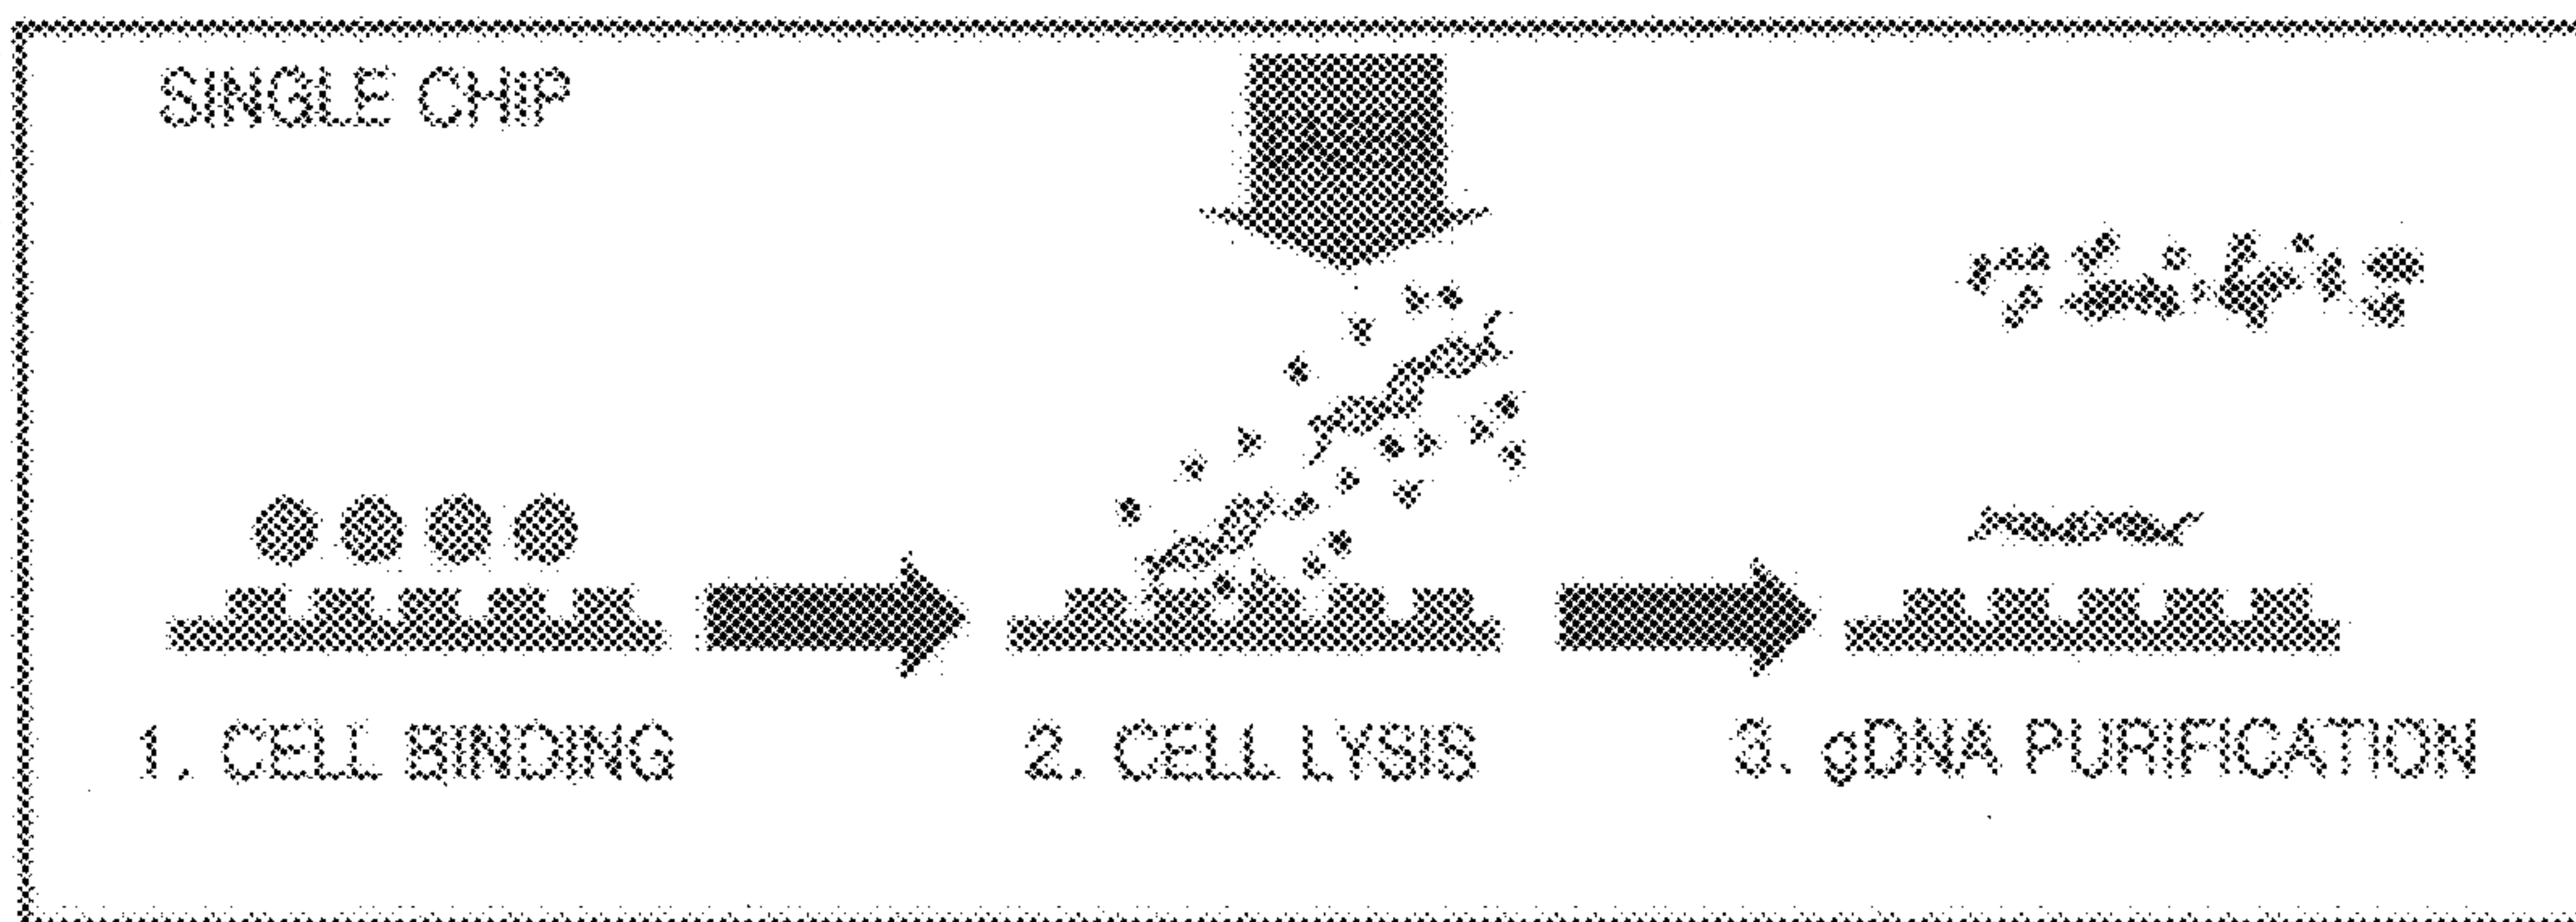 SINGLE CHIP
1. CELL BINDING
2. CELL LYSIS
3. gDNA PURIFICATION